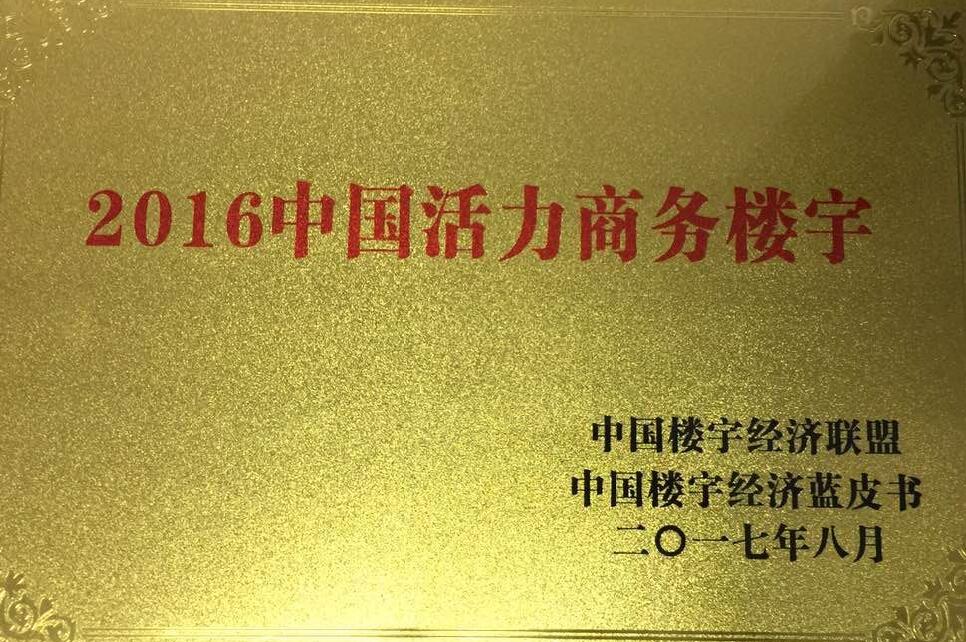 2016中国活力商务楼宇
中国楼宇经济联盟
中国楼宇经济蓝皮书
二〇一七年八月